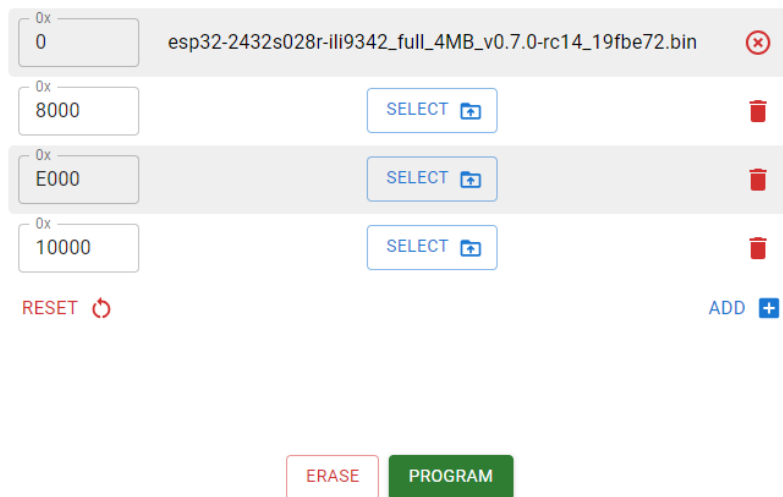 0x
0 esp32-2432s028r-ili9342_full_4MB_v0.7.0-rc14_19fbe72.bin
0x
8000 SELECT
0x
E000 SELECT
0x
10000 SELECT
RESET ADD
ERASE PROGRAM